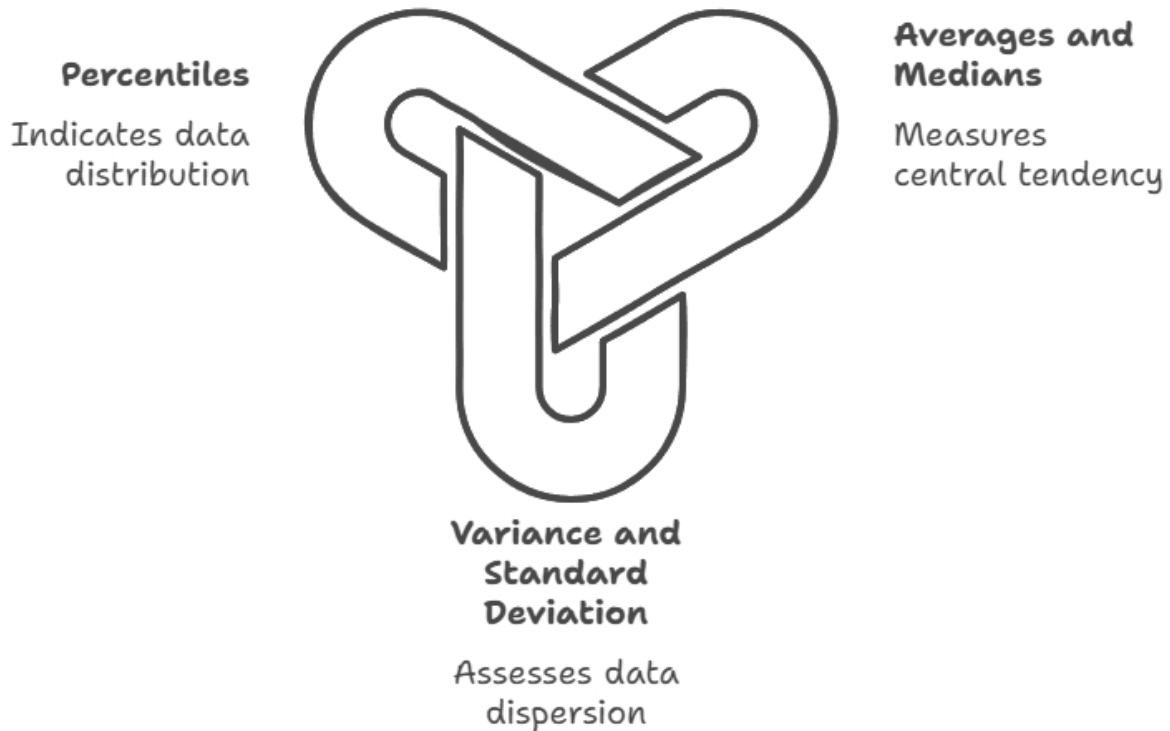 Percentiles
Indicates data
distribution
Averages and
Medians
Measures
central tendency
Variance and
Standard
Deviation
Assesses data
dispersion